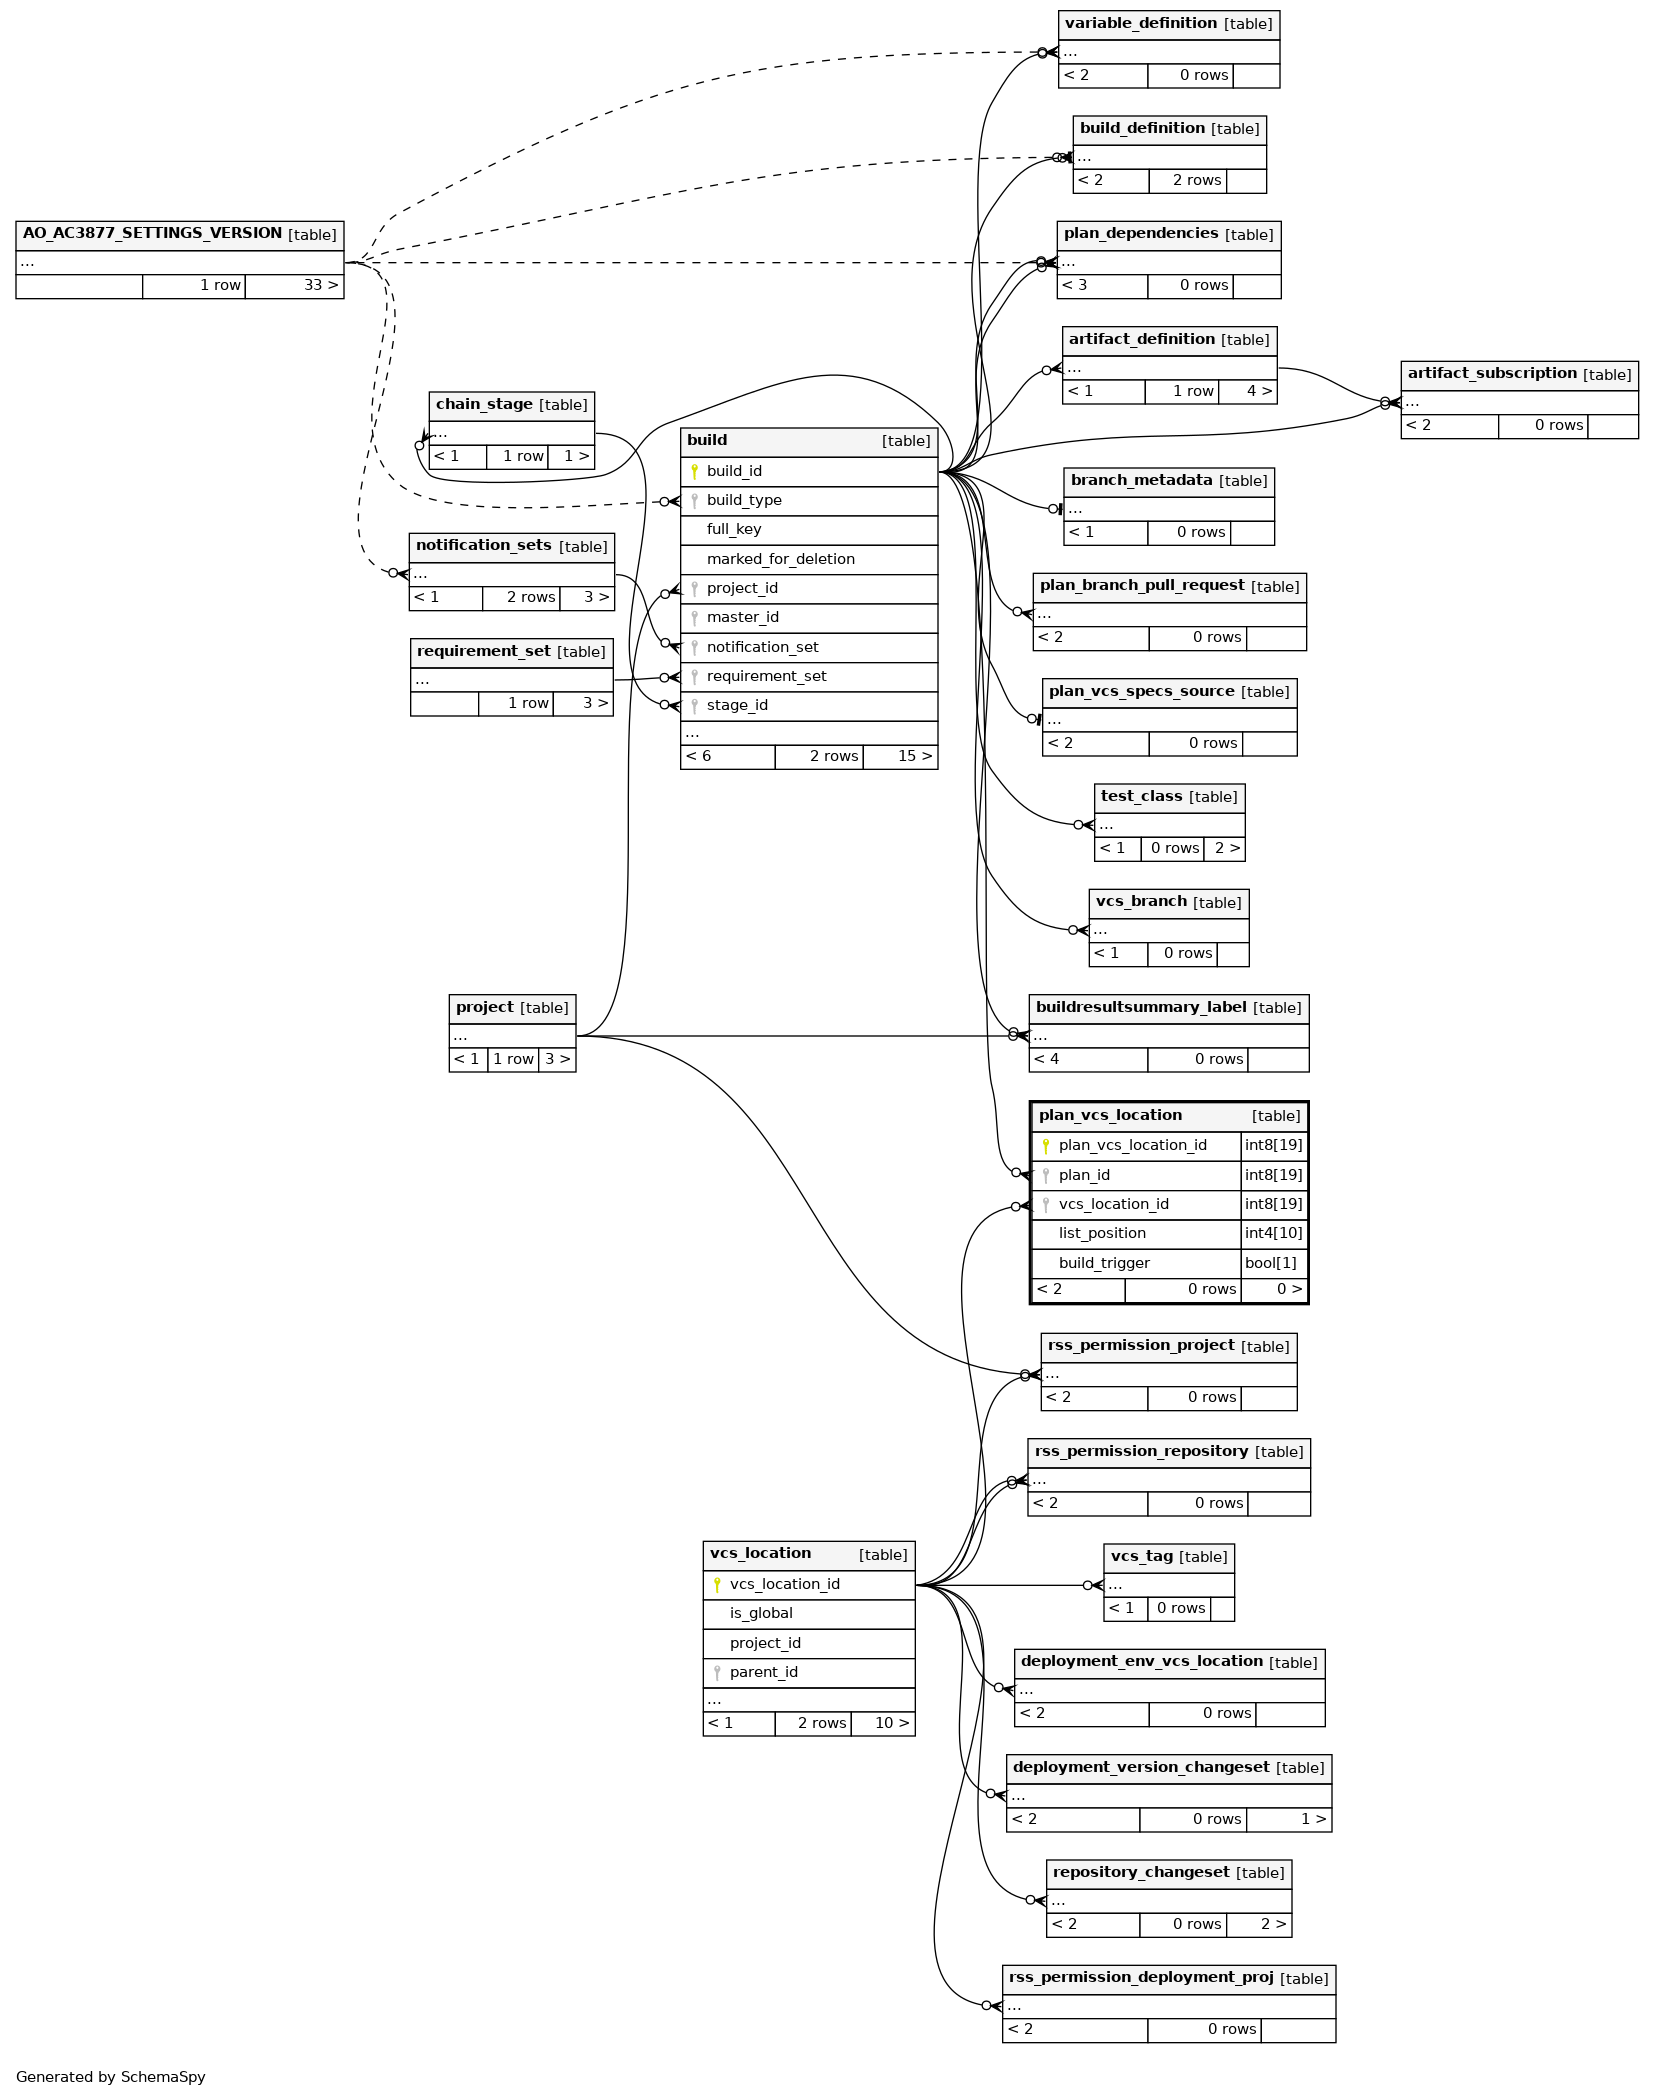 variable_definition [table]
...
< 2 0 rows
build_definition [table]
...
< 2 2 rows
AO_AC3877_SETTINGS_VERSION [table]
...
1 row 33 >
plan_dependencies [table]
...
< 3 0 rows
artifact_definition [table]
...
< 1 1 row 4 >
artifact_subscription [table]
...
< 2 0 rows
chain_stage [table]
...
< 1 1 row 1 >
build [table]
build_id
build_type
full_key
marked_for_deletion
project_id
master_id
notification_set
requirement_set
stage_id
...
< 6 2 rows 15 >
branch_metadata [table]
...
< 1 0 rows
notification_sets [table]
...
< 1 2 rows 3 >
plan_branch_pull_request [table]
...
< 2 0 rows
requirement_set [table]
...
1 row 3 >
plan_vcs_specs_source [table]
...
< 2 0 rows
test_class [table]
...
< 1 0 rows 2 >
vcs_branch [table]
...
< 1 0 rows
project [table]
...
< 1 1 row 3 >
buildresultsummary_label [table]
...
< 4 0 rows
plan_vcs_location [table]
plan_vcs_location_id int8[19]
plan_id int8[19]
vcs_location_id int8[19]
list_position int4[10]
build_trigger bool[1]
< 2 0 rows 0 >
rss_permission_project [table]
...
< 2 0 rows
rss_permission_repository [table]
...
< 2 0 rows
vcs_location [table]
vcs_location_id
is_global
project_id
parent_id
...
< 1 2 rows 10 >
vcs_tag [table]
...
< 1 0 rows
deployment_env_vcs_location [table]
...
< 2 0 rows
deployment_version_changeset [table]
...
< 2 0 rows 1 >
repository_changeset [table]
...
< 2 0 rows 2 >
rss_permission_deployment_proj [table]
...
< 2 0 rows
Generated by SchemaSpy